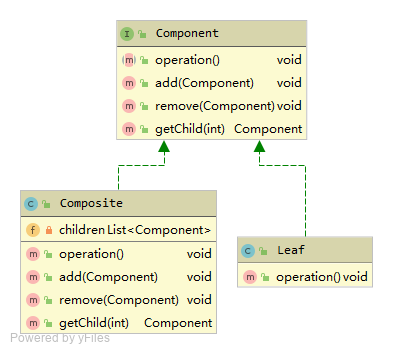 I Component
m operation() void
m add(Component) void
m remove(Component) void
m getChild(int) Component
C Composite
f children List<Component>
m operation() void
m add(Component) void
m remove(Component) void
m getChild(int) Component
C Leaf
m operation() void
Powered by yFiles